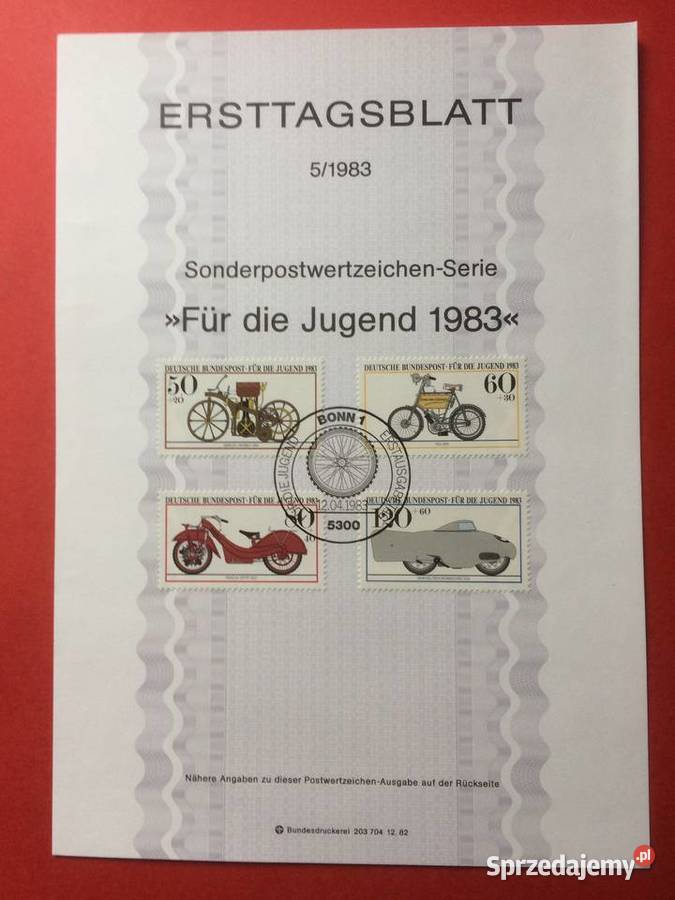 ERSTTAGSBLATT
5/1983
Sonderpostwertzeichen-Serie
»Für die Jugend 1983«
DEUTSCHE BUNDESPOST·FÜR DIE JUGEND 1983
50
+20
DEUTSCHE BUNDESPOST·FÜR DIE JUGEND 1983
60
+30
BONN 1
ERSTAUSGABE
12.04.1983
5300
DEUTSCHE BUNDESPOST·FÜR DIE JUGEND 1983
80
40
DEUTSCHE BUNDESPOST·FÜR DIE JUGEND 1983
120
+60
Nähere Angaben zu dieser Postwertzeichen-Ausgabe auf der Rückseite
Bundesdruckerei 203 704 12. 82
Sprzedajemy.pl